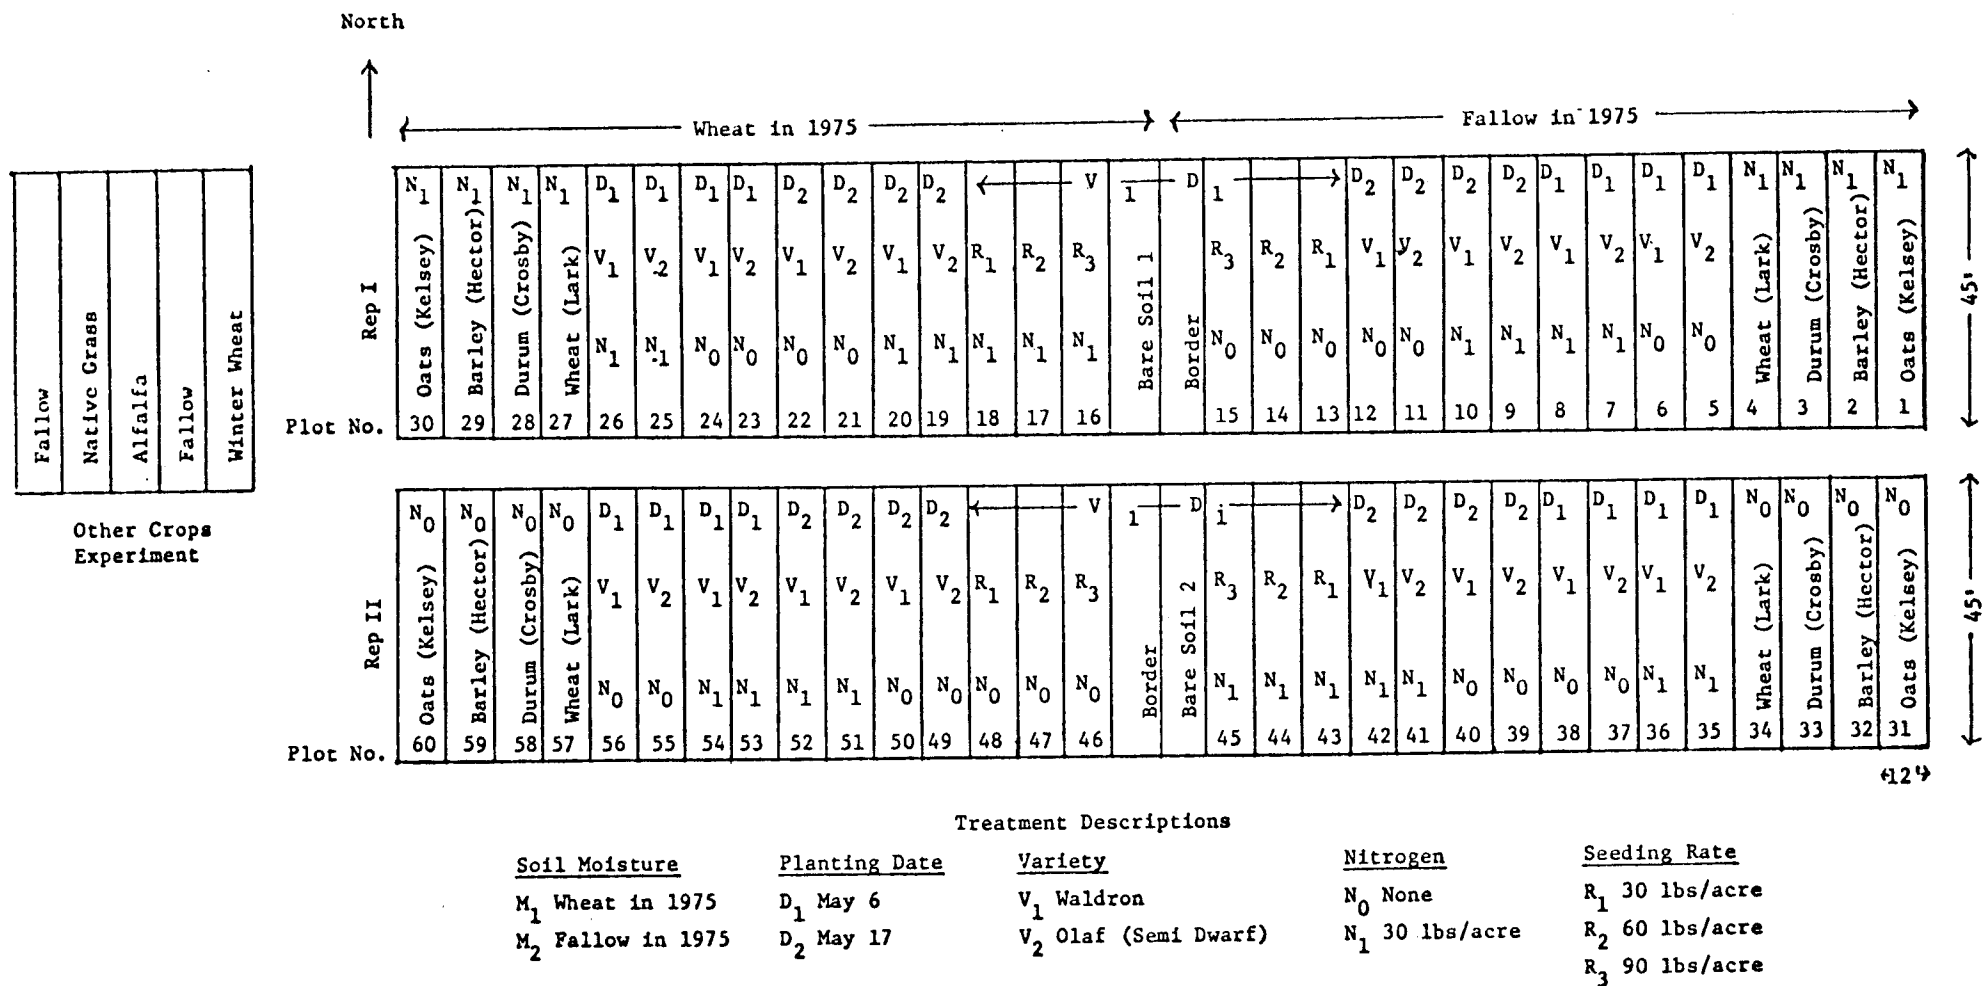 North
Wheat in 1975
Fallow in 1975
Fallow
Native Grass
Alfalfa
Fallow
Winter Wheat
Other Crops
Experiment
Rep I
N1 N1 N1 N1 D1 D1 D1 D1 D2 D2 D2 D2 V 1 D 1 D2 D2 D2 D2 D1 D1 D1 D1 N1 N1 N1 N1
Oats (Kelsey)
Barley (Hector)
Durum (Crosby)
Wheat (Lark)
V1 V2 V1 V2 V1 V2 V1 V2 R1 R2 R3
Bare Soil 1
Border
R3 R2 R1 V1 V2 V1 V2 V1 V2 V1 V2
Wheat (Lark)
Durum (Crosby)
Barley (Hector)
Oats (Kelsey)
N1 N1 N0 N0 N0 N0 N1 N1 N1 N1 N1 N0 N0 N0 N0 N0 N1 N1 N1 N1 N0 N0
Plot No. 30 29 28 27 26 25 24 23 22 21 20 19 18 17 16 15 14 13 12 11 10 9 8 7 6 5 4 3 2 1
45'
Rep II
N0 N0 N0 N0 D1 D1 D1 D1 D2 D2 D2 D2 V 1 D 1 D2 D2 D2 D2 D1 D1 D1 D1 N0 N0 N0 N0
Oats (Kelsey)
Barley (Hector)
Durum (Crosby)
Wheat (Lark)
V1 V2 V1 V2 V1 V2 V1 V2 R1 R2 R3
Border
Bare Soil 2
R3 R2 R1 V1 V2 V1 V2 V1 V2 V1 V2
Wheat (Lark)
Durum (Crosby)
Barley (Hector)
Oats (Kelsey)
N0 N0 N1 N1 N1 N1 N0 N0 N0 N0 N0 N1 N1 N1 N1 N1 N0 N0 N0 N0 N1 N1
Plot No. 60 59 58 57 56 55 54 53 52 51 50 49 48 47 46 45 44 43 42 41 40 39 38 37 36 35 34 33 32 31
45'
12'
Treatment Descriptions
Soil Moisture Planting Date Variety Nitrogen Seeding Rate
M1 Wheat in 1975 D1 May 6 V1 Waldron N0 None R1 30 lbs/acre
M2 Fallow in 1975 D2 May 17 V2 Olaf (Semi Dwarf) N1 30 lbs/acre R2 60 lbs/acre
R3 90 lbs/acre